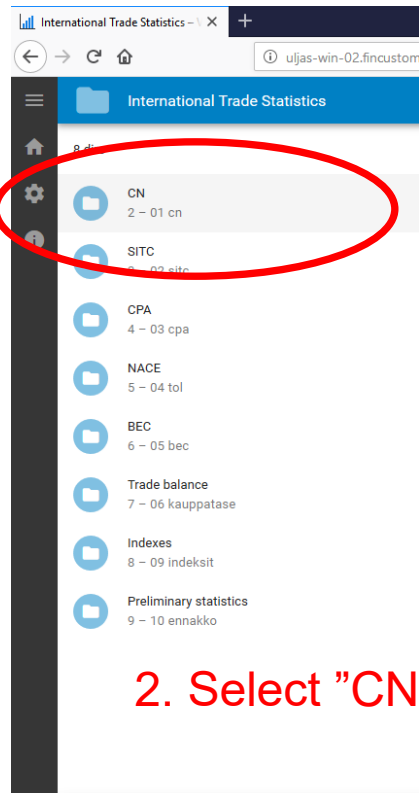 International Trade Statistics –
uljas-win-02.fincustom
International Trade Statistics
CN
2 – 01 cn
SITC
02 sitc
CPA
4 – 03 cpa
NACE
5 – 04 tol
BEC
6 – 05 bec
Trade balance
7 – 06 kauppatase
Indexes
8 – 09 indeksit
Preliminary statistics
9 – 10 ennakko
2. Select ”CN